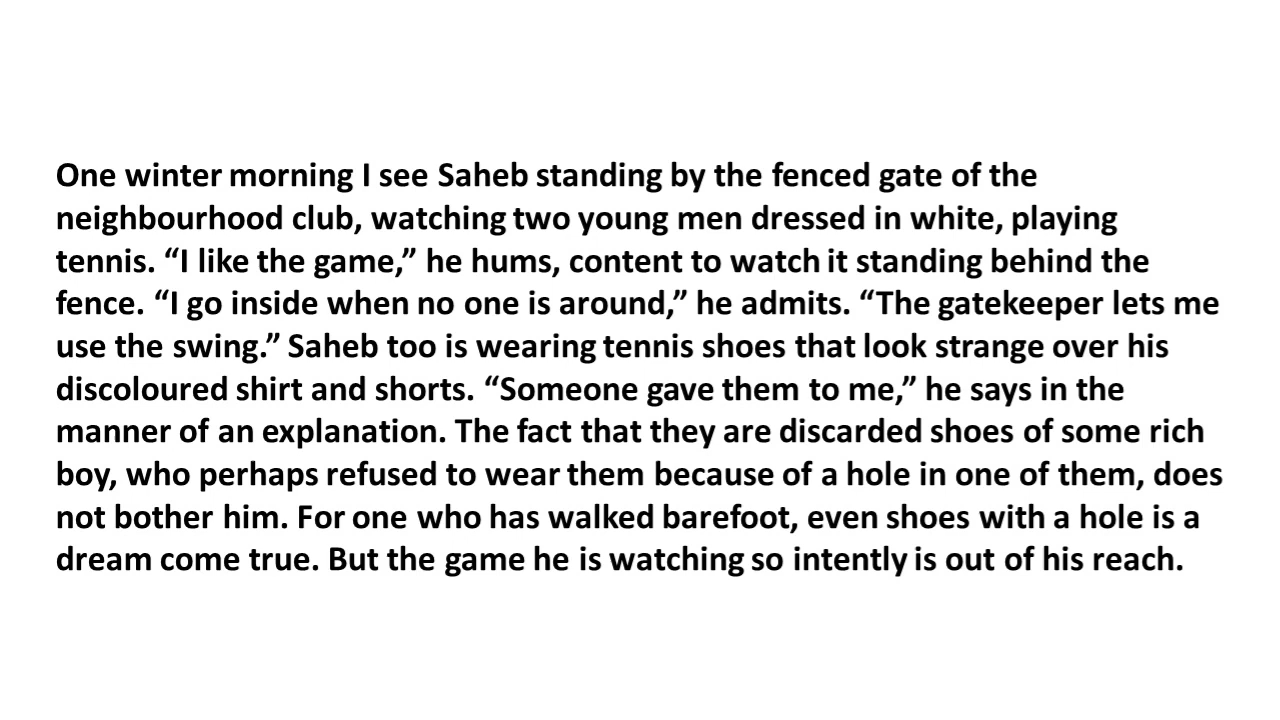 One winter morning I see Saheb standing by the fenced gate of the
neighbourhood club, watching two young men dressed in white, playing
tennis. “I like the game,” he hums, content to watch it standing behind the
fence. “I go inside when no one is around,” he admits. “The gatekeeper lets me
use the swing.” Saheb too is wearing tennis shoes that look strange over his
discoloured shirt and shorts. “Someone gave them to me,” he says in the
manner of an explanation. The fact that they are discarded shoes of some rich
boy, who perhaps refused to wear them because of a hole in one of them, does
not bother him. For one who has walked barefoot, even shoes with a hole is a
dream come true. But the game he is watching so intently is out of his reach.